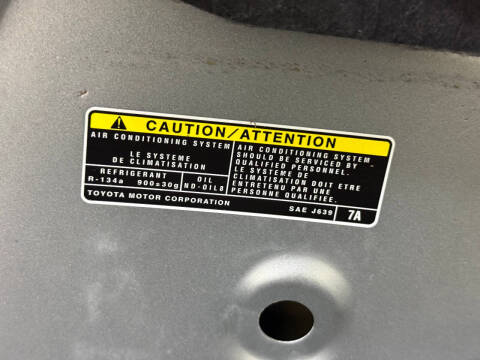 CAUTION/ATTENTION
AIR CONDITIONING SYSTEM
LE SYSTEME
DE CLIMATISATION
REFRIGERANT
R-134a 900±30g
OIL
ND-OIL8
AIR CONDITIONING SYSTEM
SHOULD BE SERVICED BY
QUALIFIED PERSONNEL.
LE SYSTEME DE
CLIMATISATION DOIT ETRE
ENTRETENU PAR UNE
PERSONNE QUALIFIEE.
TOYOTA MOTOR CORPORATION
SAE J639
7A